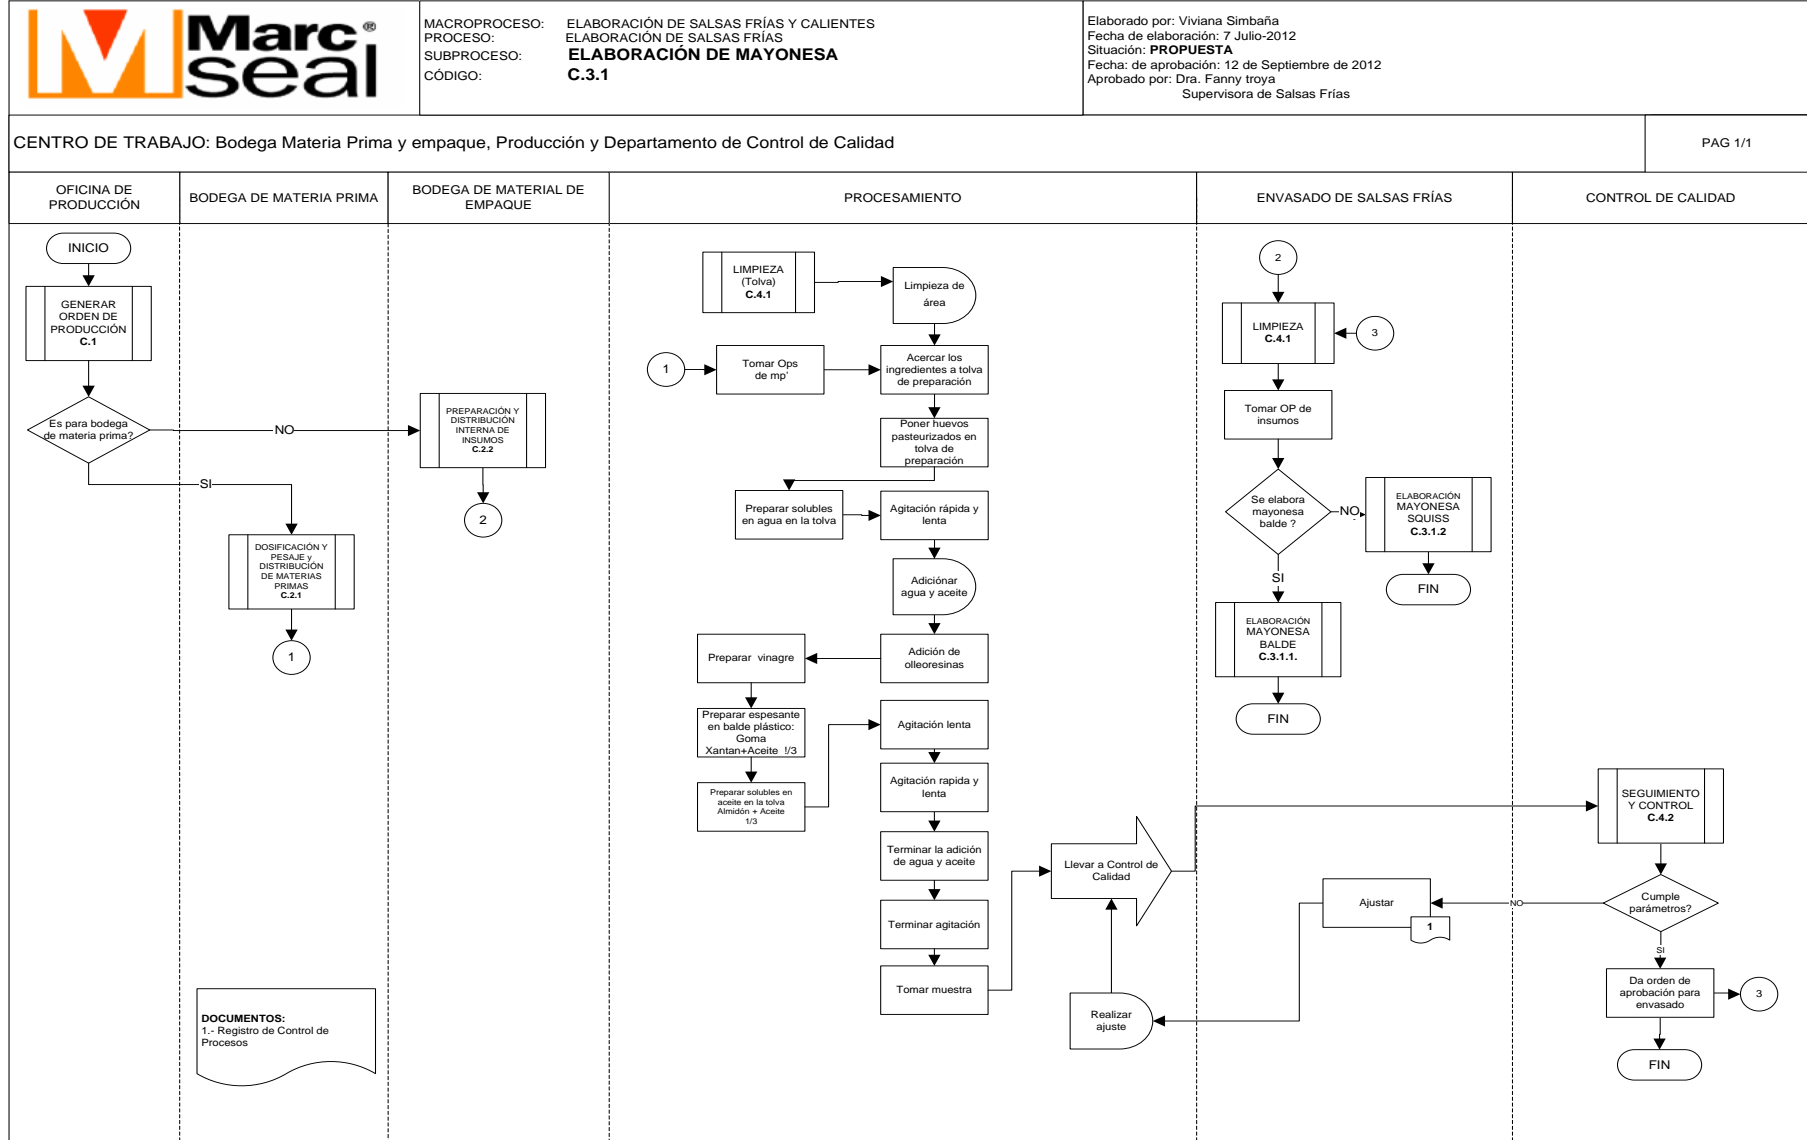 Marc®
seal
MACROPROCESO: ELABORACIÓN DE SALSAS FRÍAS Y CALIENTES
PROCESO: ELABORACIÓN DE SALSAS FRÍAS
SUBPROCESO: ELABORACIÓN DE MAYONESA
CÓDIGO: C.3.1
Elaborado por: Viviana Simbaña
Fecha de elaboración: 7 Julio-2012
Situación: PROPUESTA
Fecha: de aprobación: 12 de Septiembre de 2012
Aprobado por: Dra. Fanny troya
Supervisora de Salsas Frías
CENTRO DE TRABAJO: Bodega Materia Prima y empaque, Producción y Departamento de Control de Calidad
PAG 1/1
OFICINA DE
PRODUCCIÓN
BODEGA DE MATERIA PRIMA
BODEGA DE MATERIAL DE
EMPAQUE
PROCESAMIENTO
ENVASADO DE SALSAS FRÍAS
CONTROL DE CALIDAD
INICIO
GENERAR
ORDEN DE
PRODUCCIÓN
C.1
Es para bodega
de materia prima?
NO
SI
DOSIFICACIÓN Y
PESAJE y
DISTRIBUCIÓN
DE MATERIAS
PRIMAS
C.2.1
1
DOCUMENTOS:
1.- Registro de Control de
Procesos
PREPARACIÓN Y
DISTRIBUCIÓN
INTERNA DE
INSUMOS
C.2.2
2
LIMPIEZA
(Tolva)
C.4.1
Limpieza de
área
1
Tomar Ops
de mp'
Acercar los
ingredientes a tolva
de preparación
Poner huevos
pasteurizados en
tolva de
preparación
Preparar solubles
en agua en la tolva
Agitación rápida y
lenta
Adiciónar
agua y aceite
Adición de
olleoresinas
Preparar vinagre
Preparar espesante
en balde plástico:
Goma
Xantan+Aceite !/3
Preparar solubles en
aceite en la tolva
Almidón + Aceite
1/3
Agitación lenta
Agitación rapida y
lenta
Terminar la adición
de agua y aceite
Terminar agitación
Tomar muestra
Llevar a Control de
Calidad
Realizar
ajuste
2
LIMPIEZA
C.4.1
3
Tomar OP de
insumos
Se elabora
mayonesa
balde ?
NO
ELABORACIÓN
MAYONESA
SQUISS
C.3.1.2
FIN
SI
ELABORACIÓN
MAYONESA
BALDE
C.3.1.1.
FIN
Ajustar
1
SEGUIMIENTO
Y CONTROL
C.4.2
Cumple
parámetros?
NO
SI
Da orden de
aprobación para
envasado
3
FIN